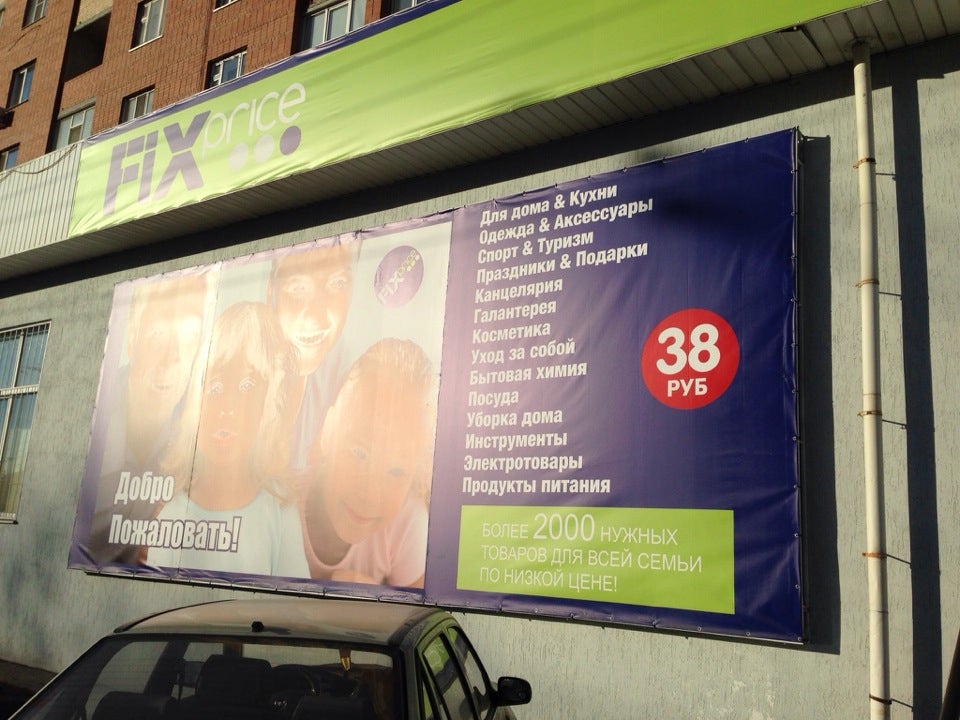 FIXprice
FIXprice
Для дома & Кухни
Одежда & Аксессуары
Спорт & Туризм
Праздники & Подарки
Канцелярия
Галантерея
Косметика
Уход за собой
Бытовая химия
Посуда
Уборка дома
Инструменты
Электротовары
Продукты питания
38
РУБ
Добро
Пожаловать!
БОЛЕЕ 2000 НУЖНЫХ
ТОВАРОВ ДЛЯ ВСЕЙ СЕМЬИ
ПО НИЗКОЙ ЦЕНЕ!